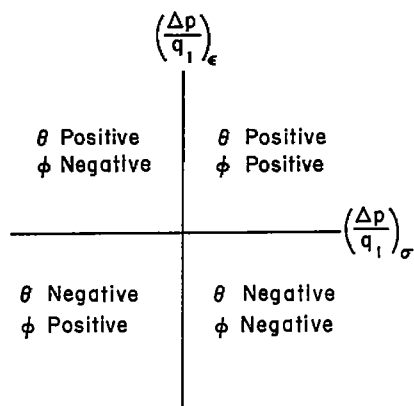 (Δp/q₁)ε
θ Positive θ Positive
ϕ Negative ϕ Positive
(Δp/q₁)σ
θ Negative θ Negative
ϕ Positive ϕ Negative